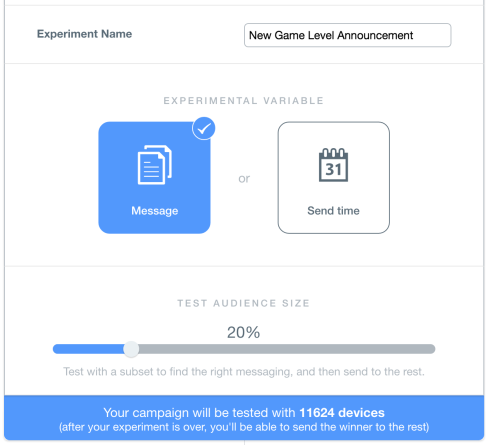 Experiment Name
New Game Level Announcement
EXPERIMENTAL VARIABLE
31
or
Message
Send time
TEST AUDIENCE SIZE
20%
Test with a subset to find the right messaging, and then send to the rest.
Your campaign will be tested with 11624 devices
(after your experiment is over, you'll be able to send the winner to the rest)